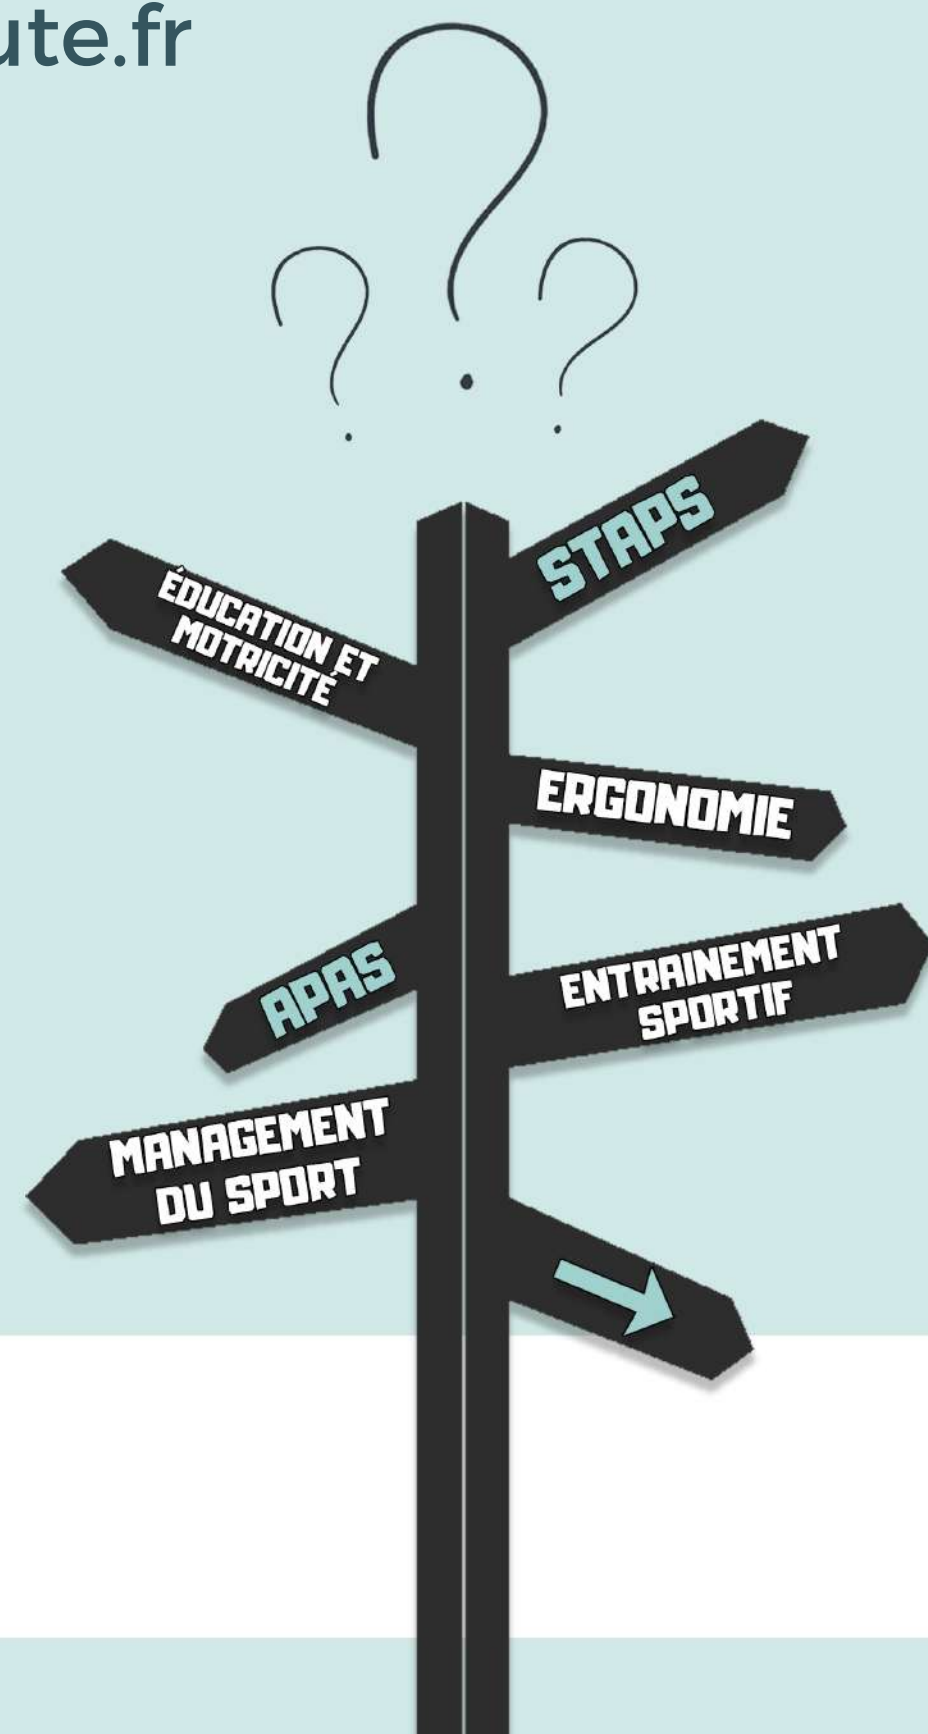 ute.fr
STAPS
ÉDUCATION ET
MOTRICITÉ
ERGONOMIE
APAS
ENTRAINEMENT
SPORTIF
MANAGEMENT
DU SPORT